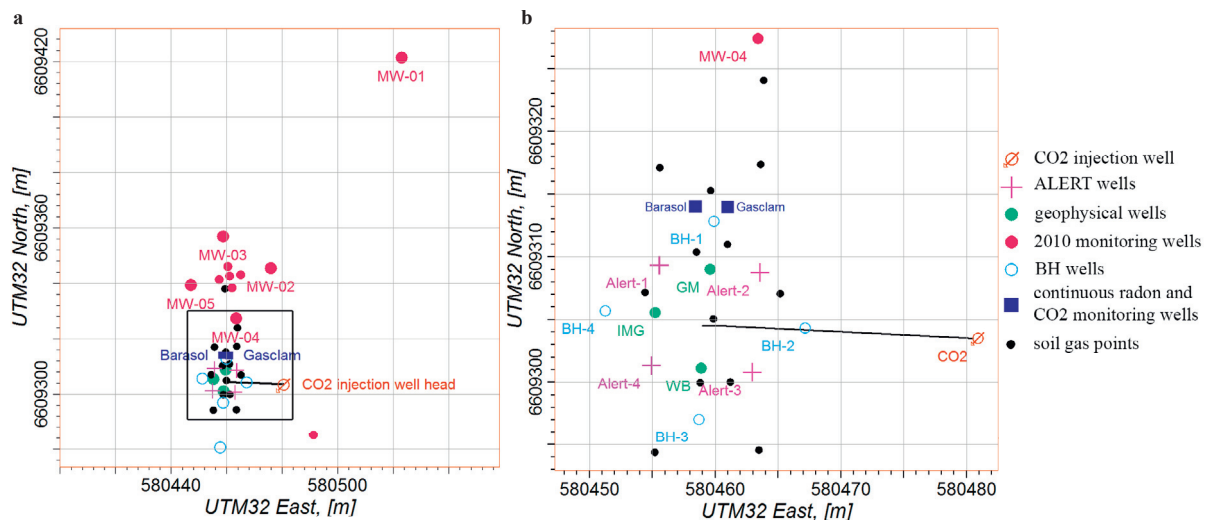 a
UTM32 North, [m]
6609420
6609360
6609300
MW-01
MW-03
MW-02
MW-05
MW-04
Barasol
Gasclam
CO2 injection well head
580440
580500
UTM32 East, [m]
b
UTM32 North, [m]
6609320
6609310
6609300
MW-04
Barasol
Gasclam
BH-1
Alert-1
GM
Alert-2
BH-4
IMG
BH-2
CO2
Alert-4
WB
Alert-3
BH-3
580450
580460
580470
580480
UTM32 East, [m]
CO2 injection well
ALERT wells
geophysical wells
2010 monitoring wells
BH wells
continuous radon and
CO2 monitoring wells
soil gas points